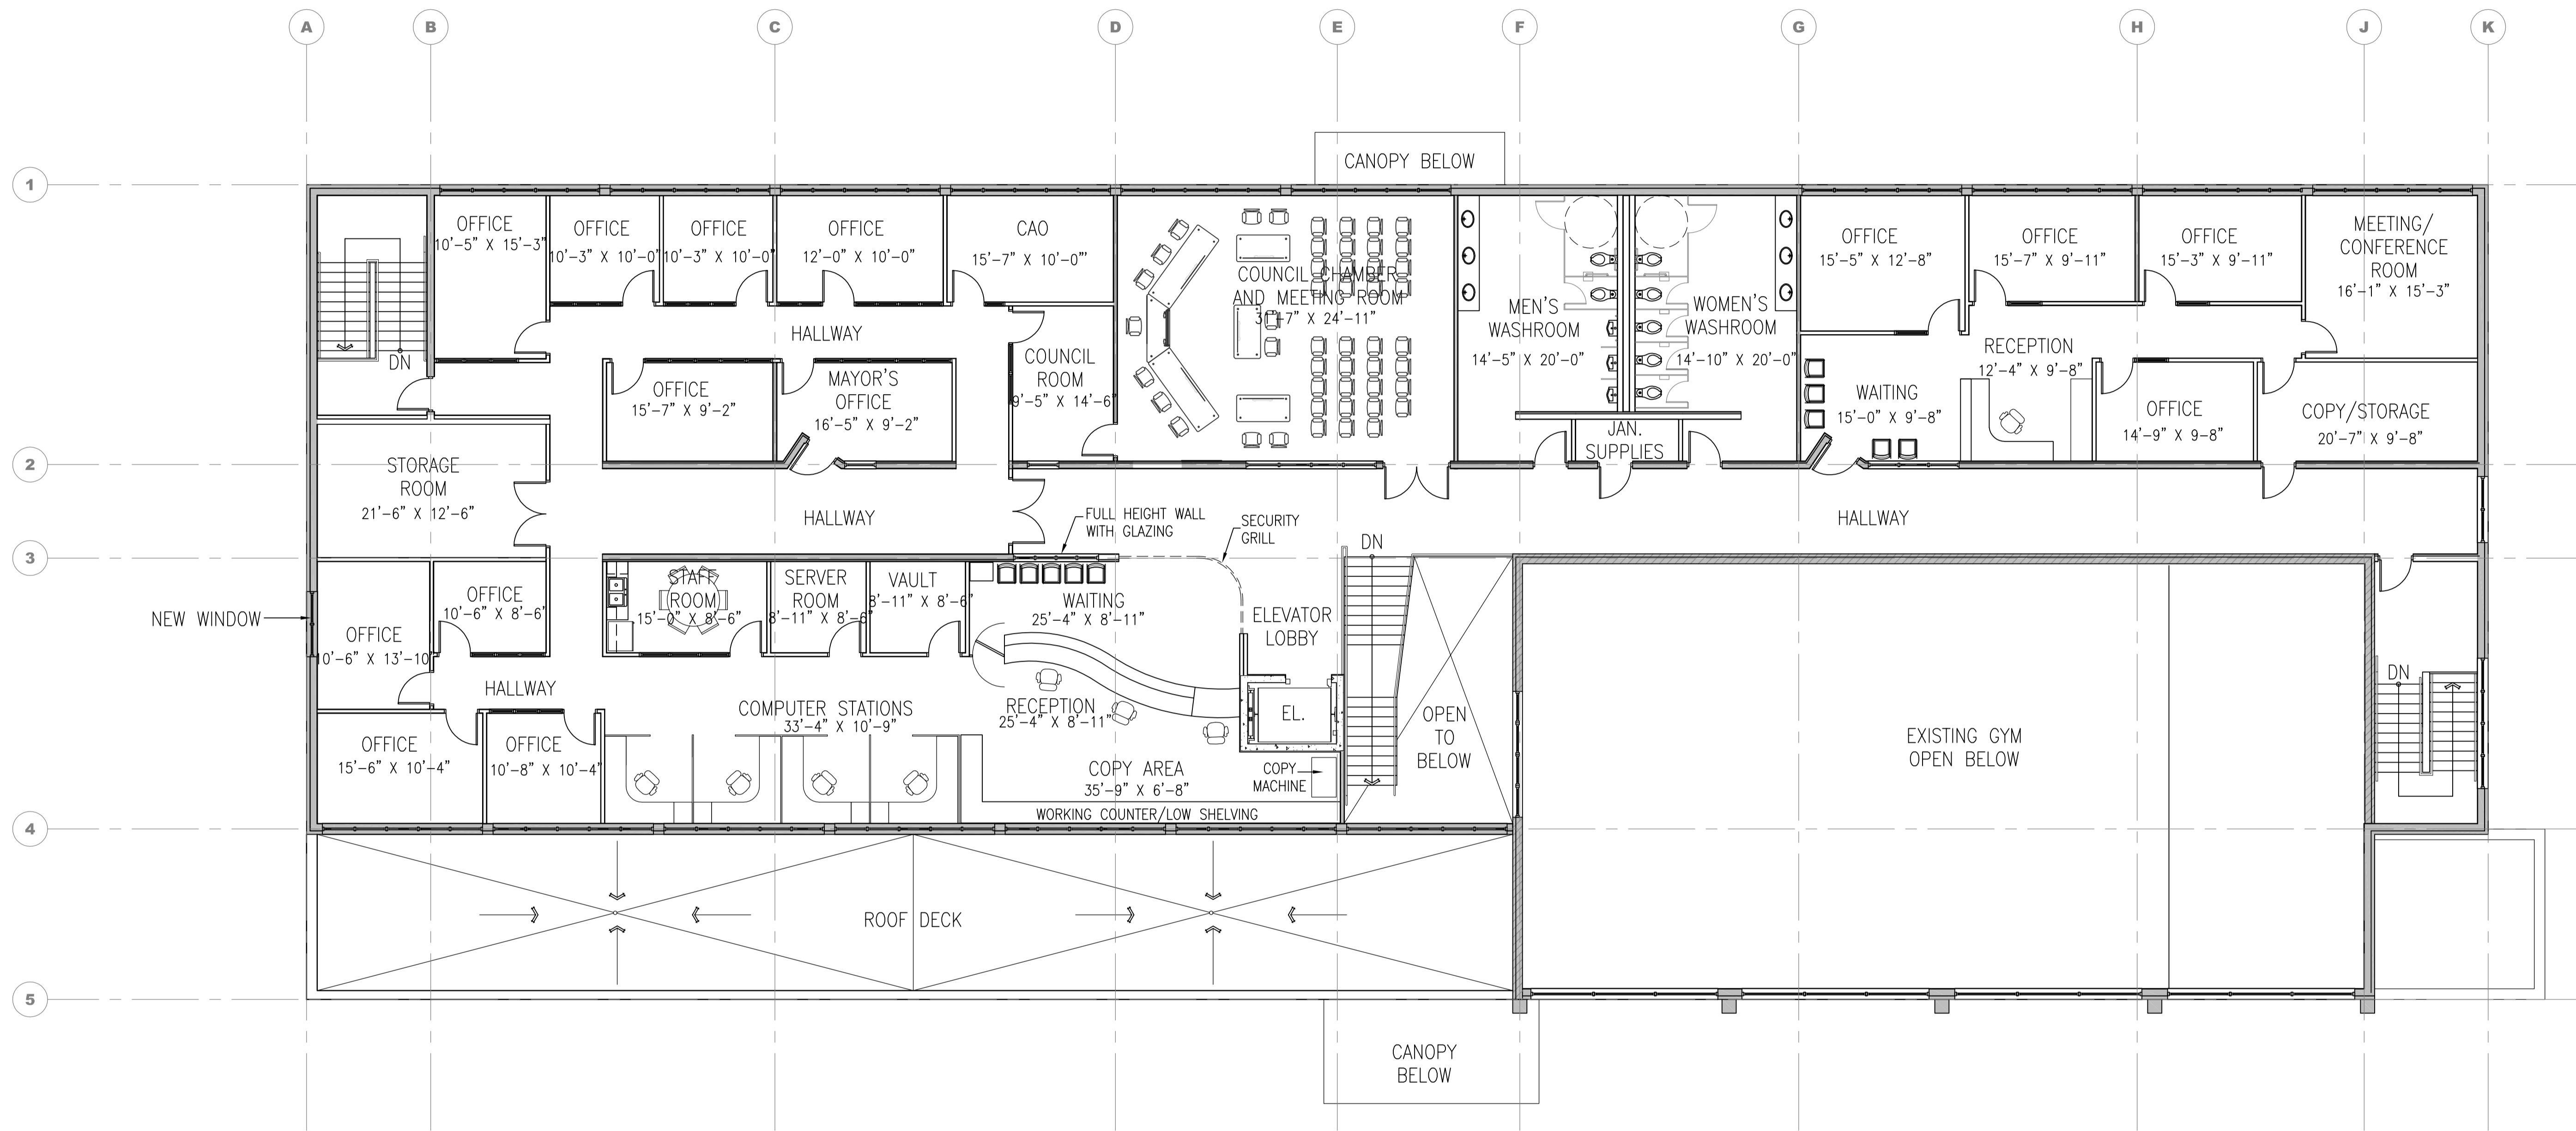 A
B
C
D
E
F
G
H
J
K
1
CANOPY BELOW
OFFICE
10'-5" X 15'-3"
OFFICE
10'-3" X 10'-0"
OFFICE
10'-3" X 10'-0"
OFFICE
12'-0" X 10'-0"
CAO
15'-7" X 10'-0"'
COUNCIL CHAMBER
AND MEETING ROOM
31'-7" X 24'-11"
MEN'S
WASHROOM
14'-5" X 20'-0"
WOMEN'S
WASHROOM
14'-10" X 20'-0"
OFFICE
15'-5" X 12'-8"
OFFICE
15'-7" X 9'-11"
OFFICE
15'-3" X 9'-11"
MEETING/
CONFERENCE
ROOM
16'-1" X 15'-3"
DN
HALLWAY
OFFICE
15'-7" X 9'-2"
MAYOR'S
OFFICE
16'-5" X 9'-2"
COUNCIL
ROOM
9'-5" X 14'-6"
JAN.
SUPPLIES
WAITING
15'-0" X 9'-8"
RECEPTION
12'-4" X 9'-8"
OFFICE
14'-9" X 9-8"
COPY/STORAGE
20'-7" X 9'-8"
2
STORAGE
ROOM
21'-6" X 12'-6"
HALLWAY
FULL HEIGHT WALL
WITH GLAZING
SECURITY
GRILL
HALLWAY
3
DN
NEW WINDOW
OFFICE
10'-6" X 13'-10"
OFFICE
10'-6" X 8'-6"
STAFF
ROOM
15'-0" X 8'-6"
SERVER
ROOM
8'-11" X 8'-6"
VAULT
8'-11" X 8'-6"
WAITING
25'-4" X 8'-11"
ELEVATOR
LOBBY
HALLWAY
COMPUTER STATIONS
33'-4" X 10'-9"
RECEPTION
25'-4" X 8'-11"
EL.
OPEN
TO
BELOW
EXISTING GYM
OPEN BELOW
DN
OFFICE
15'-6" X 10'-4"
OFFICE
10'-8" X 10'-4"
COPY AREA
35'-9" X 6'-8"
COPY
MACHINE
WORKING COUNTER/LOW SHELVING
4
ROOF DECK
5
CANOPY
BELOW